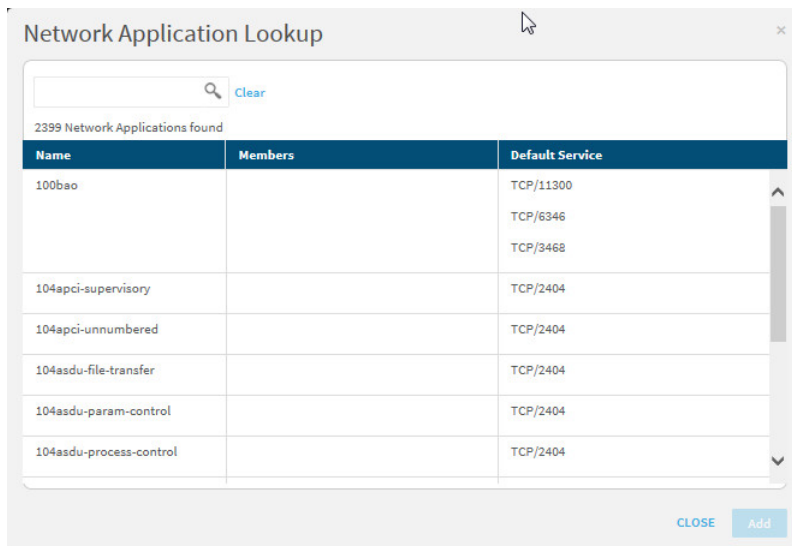 Network Application Lookup
×
Clear
2399 Network Applications found
Name Members Default Service
100bao TCP/11300
TCP/6346
TCP/3468
104apci-supervisory TCP/2404
104apci-unnumbered TCP/2404
104asdu-file-transfer TCP/2404
104asdu-param-control TCP/2404
104asdu-process-control TCP/2404
CLOSE Add